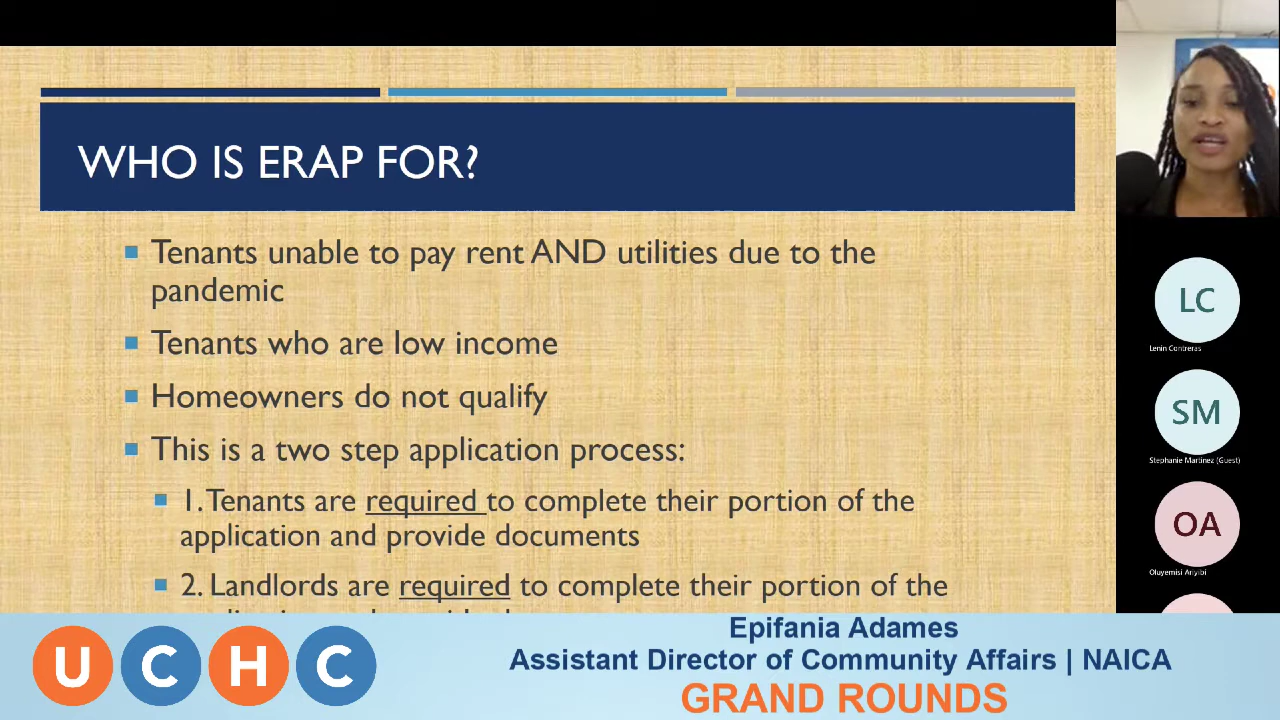 WHO IS ERAP FOR?
Tenants unable to pay rent AND utilities due to the
pandemic
Tenants who are low income
Homeowners do not qualify
This is a two step application process:
1. Tenants are required to complete their portion of the
application and provide documents
2. Landlords are required to complete their portion of the
LC
Lenin Contreras
SM
Stephanie Martinez (Guest)
OA
Oluyemisi Aniyibi
UCHC
Epifania Adames
Assistant Director of Community Affairs | NAICA
GRAND ROUNDS